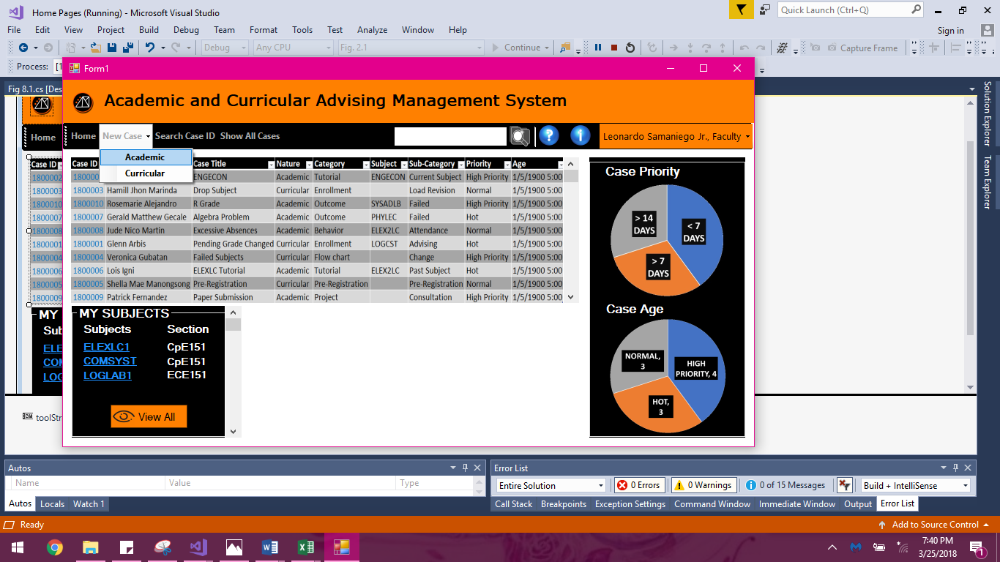 Home Pages (Running) - Microsoft Visual Studio
Quick Launch (Ctrl+Q)
File Edit View Project Build Debug Team Format Tools Test Analyze Window Help
Sign in
Debug Any CPU Fig. 2.1 Continue Capture Frame
Process: [1
Form1
Fig 8.1.cs [Des
Academic and Curricular Advising Management System
Solution Explorer
Team Explorer
Home
Home New Case Search Case ID Show All Cases
Leonardo Samaniego Jr., Faculty
Academic
Curricular
Case ID
1800002
1800003
1800010
1800007
1800008
1800001
1800004
1800006
1800005
1800009
Case ID Case Title Nature Category Subject Sub-Category Priority Age
ENGECON Academic Tutorial ENGECON Current Subject High Priority 1/5/1900 5:00
1800003 Hamill Jhon Marinda Drop Subject Curricular Enrollment Load Revision Normal 1/5/1900 5:00
1800010 Rosemarie Alejandro R Grade Academic Outcome SYSADLB Failed High Priority 1/5/1900 5:00
1800007 Gerald Matthew Gecale Algebra Problem Academic Outcome PHYLEC Failed Hot 1/5/1900 5:00
1800008 Jude Nico Martin Excessive Absences Academic Behavior ELEX2LC Attendance Normal 1/5/1900 5:00
1800001 Glenn Arbis Pending Grade Changed Curricular Enrollment LOGCST Advising Hot 1/5/1900 5:00
1800004 Veronica Gubatan Failed Subjects Curricular Flow chart Change High Priority 1/5/1900 5:00
1800006 Lois Igni ELEXLC Tutorial Academic Tutorial ELEX2LC Past Subject Hot 1/5/1900 5:00
1800005 Shella Mae Manongsong Pre-Registration Curricular Pre-Registration Pre-Registration Normal 1/5/1900 5:00
1800009 Patrick Fernandez Paper Submission Academic Project Consultation High Priority 1/5/1900 5:00
Case Priority
> 14 DAYS
< 7 DAYS
> 7 DAYS
Case Age
NORMAL, 3
HIGH PRIORITY, 4
HOT, 3
MY
Sub
ELE
COM
LOG
MY SUBJECTS
Subjects Section
ELEXLC1 CpE151
COMSYST CpE151
LOGLAB1 ECE151
View All
toolStr
Autos
Name Value Type
Autos Locals Watch 1
Error List
Entire Solution 0 Errors 0 Warnings 0 of 15 Messages Build + IntelliSense
Call Stack Breakpoints Exception Settings Command Window Immediate Window Output Error List
Ready
Add to Source Control
7:40 PM
3/25/2018
1